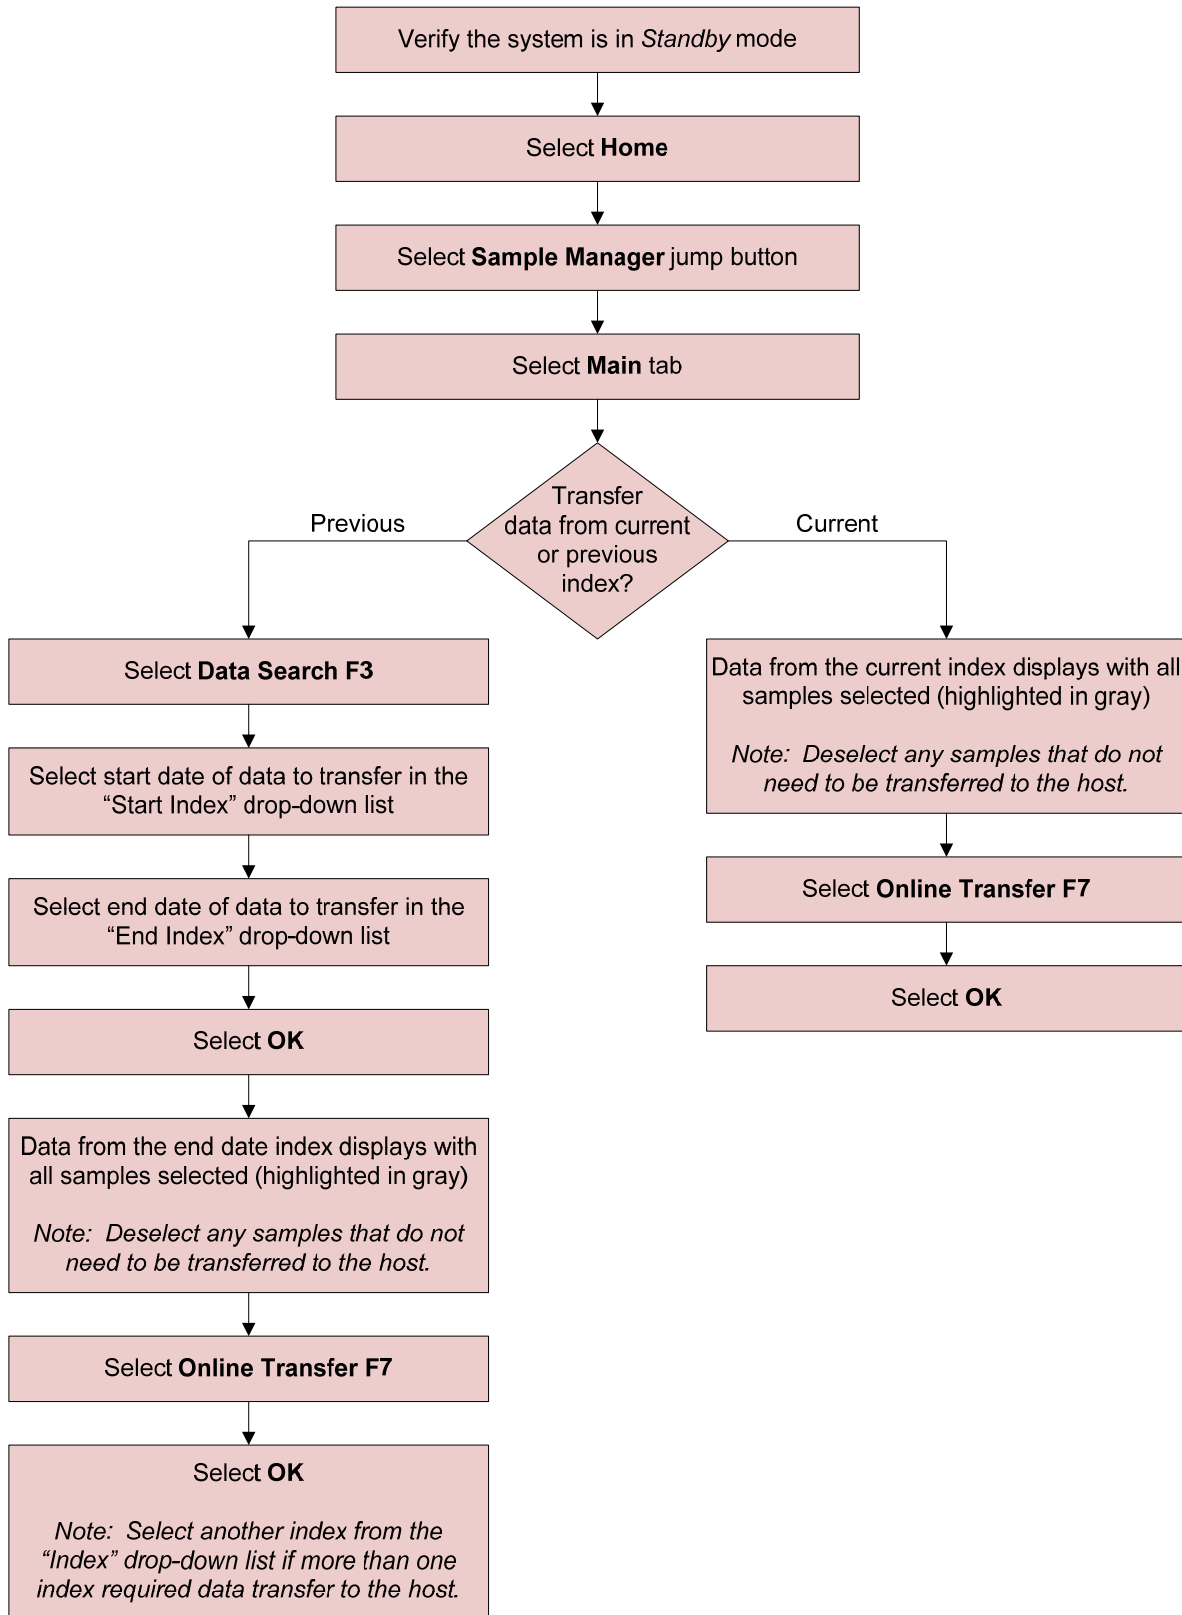 Verify the system is in Standby mode
Select Home
Select Sample Manager jump button
Select Main tab
Transfer
data from current
or previous
index?
Previous
Current
Select Data Search F3
Select start date of data to transfer in the
“Start Index” drop-down list
Select end date of data to transfer in the
“End Index” drop-down list
Select OK
Data from the end date index displays with
all samples selected (highlighted in gray)
Note:  Deselect any samples that do not
need to be transferred to the host.
Select Online Transfer F7
Select OK
Note:  Select another index from the
“Index” drop-down list if more than one
index required data transfer to the host.
Data from the current index displays with all
samples selected (highlighted in gray)
Note:  Deselect any samples that do not
need to be transferred to the host.
Select Online Transfer F7
Select OK